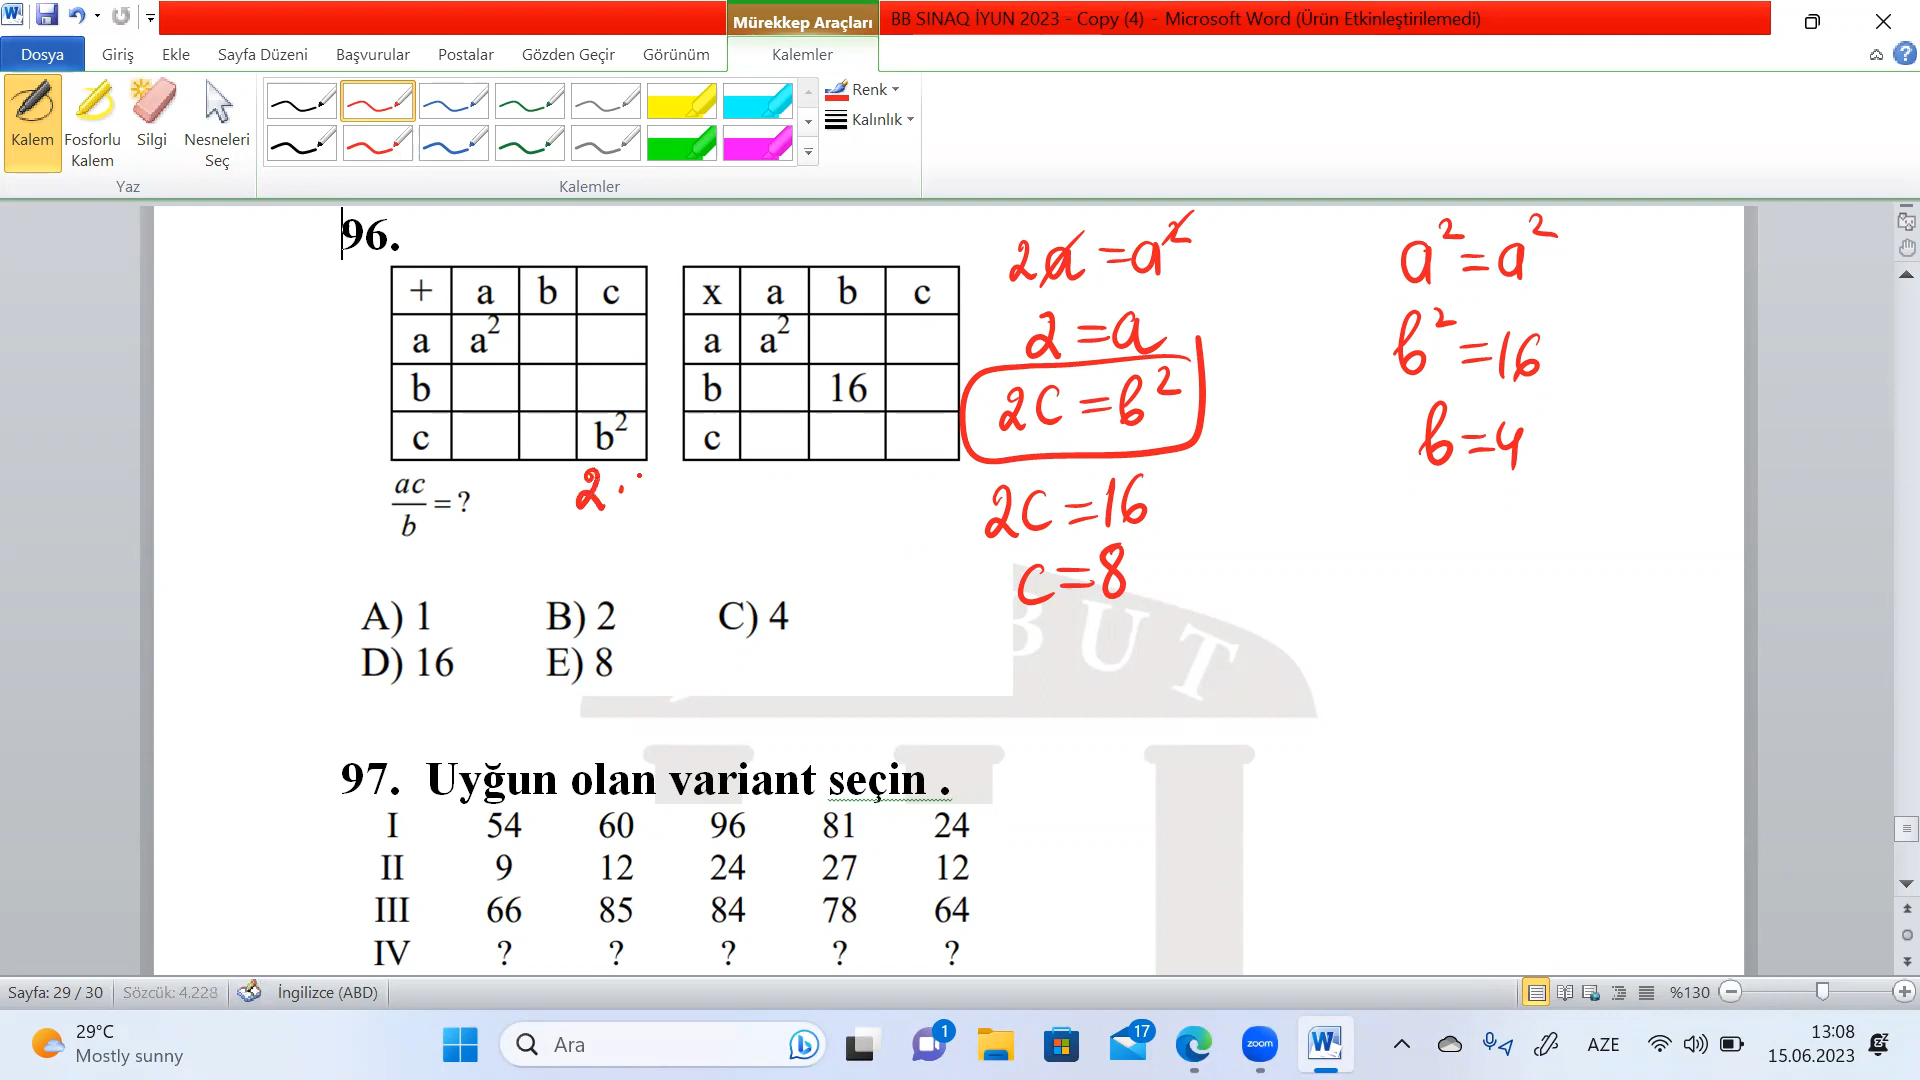 Mürekkep Araçları BB SINAQ İYUN 2023 - Copy (4) - Microsoft Word (Ürün Etkinleştirilemedi)
Dosya Giriş Ekle Sayfa Düzeni Başvurular Postalar Gözden Geçir Görünüm Kalemler
Kalem Fosforlu Kalem Silgi Nesneleri Seç
Renk
Kalınlık
Yaz Kalemler
96.
+ a b c
a a²
b
c b²
x a b c
a a²
b 16
c
ac/b = ?
2 ·
2a = a²
2 = a
2c = b²
2c = 16
c = 8
a² = a²
b² = 16
b = 4
A) 1 B) 2 C) 4
D) 16 E) 8
BUT
97. Uyğun olan variant seçin .
I 54 60 96 81 24
II 9 12 24 27 12
III 66 85 84 78 64
IV ? ? ? ? ?
Sayfa: 29 / 30 Sözcük: 4.228 İngilizce (ABD) %130
29°C
Mostly sunny
Ara
1
17
zoom
AZE
13:08
15.06.2023